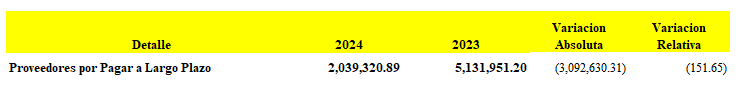 Detalle 2024 2023 Variacion Absoluta Variacion Relativa
Proveedores por Pagar a Largo Plazo 2,039,320.89 5,131,951.20 (3,092,630.31) (151.65)